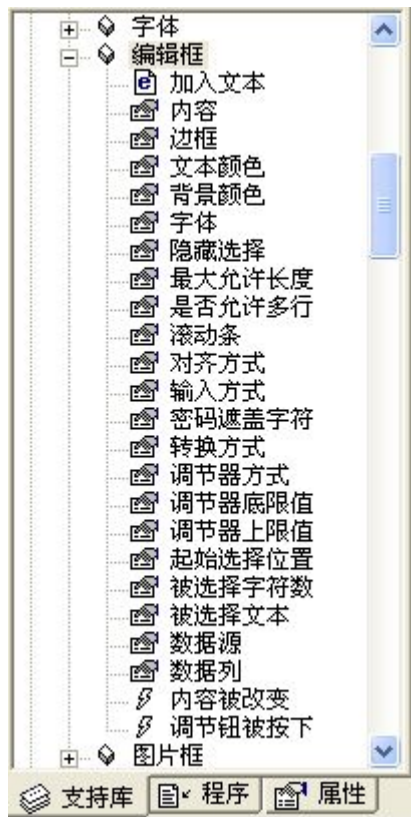 字体
编辑框
加入文本
内容
边框
文本颜色
背景颜色
字体
隐藏选择
最大允许长度
是否允许多行
滚动条
对齐方式
输入方式
密码遮盖字符
转换方式
调节器方式
调节器底限值
调节器上限值
起始选择位置
被选择字符数
被选择文本
数据源
数据列
内容被改变
调节钮被按下
图片框
支持库 程序 属性